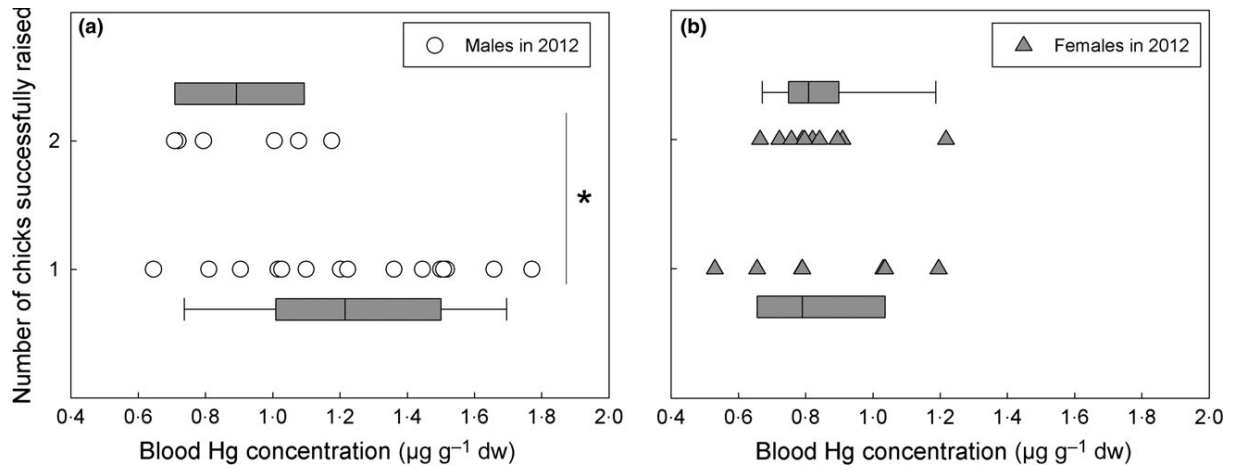 Number of chicks successfully raised
(a)
Males in 2012
2
*
1
0·4 0·6 0·8 1·0 1·2 1·4 1·6 1·8 2·0
Blood Hg concentration (µg g⁻¹ dw)
(b)
Females in 2012
0·4 0·6 0·8 1·0 1·2 1·4 1·6 1·8 2·0
Blood Hg concentration (µg g⁻¹ dw)